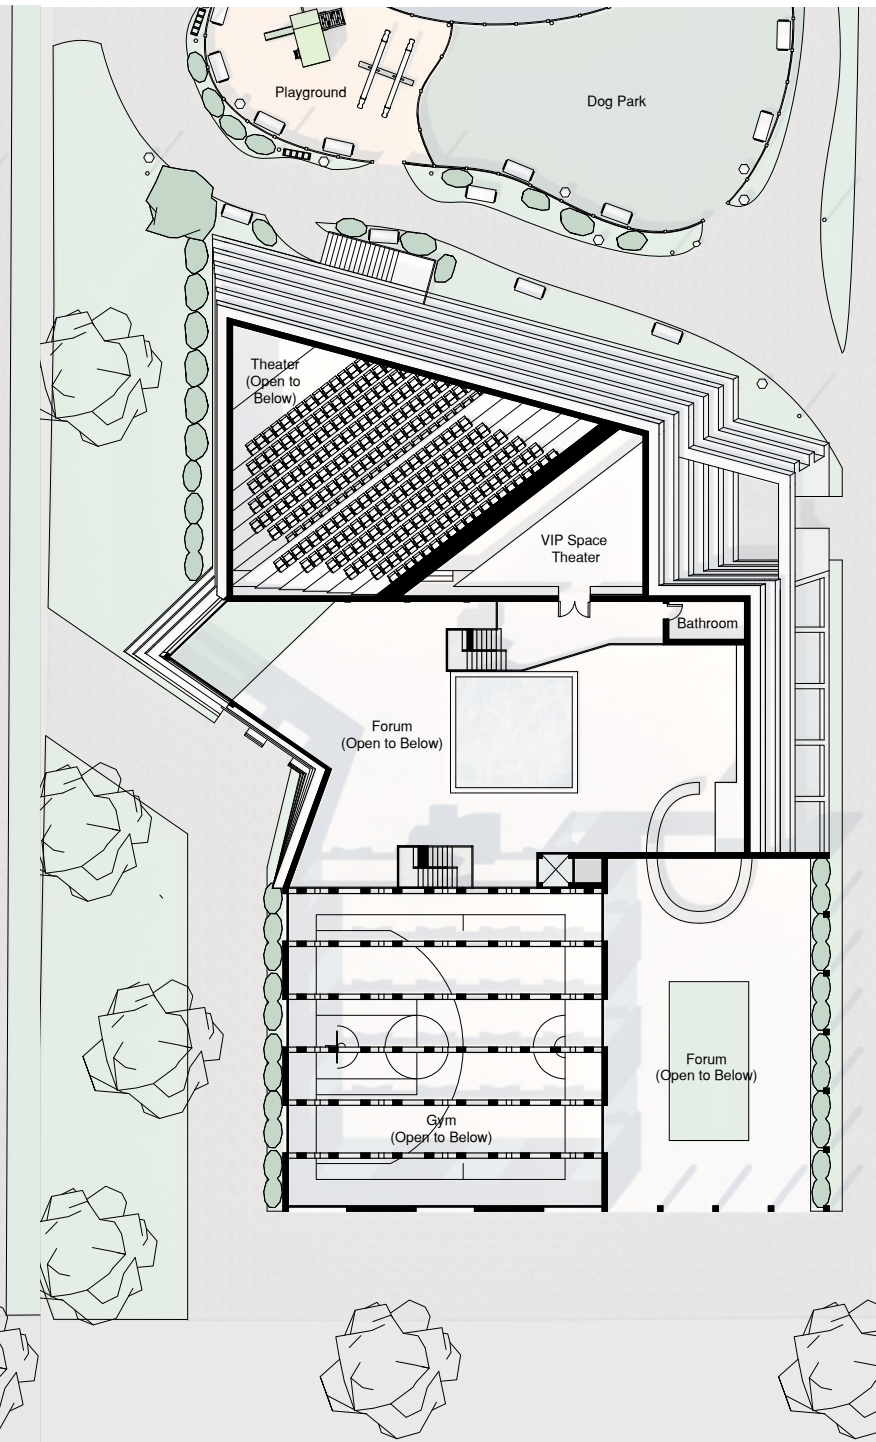 Playground
Dog Park
Theater
(Open to
Below)
VIP Space
Theater
Bathroom
Forum
(Open to Below)
Forum
(Open to Below)
Gym
(Open to Below)